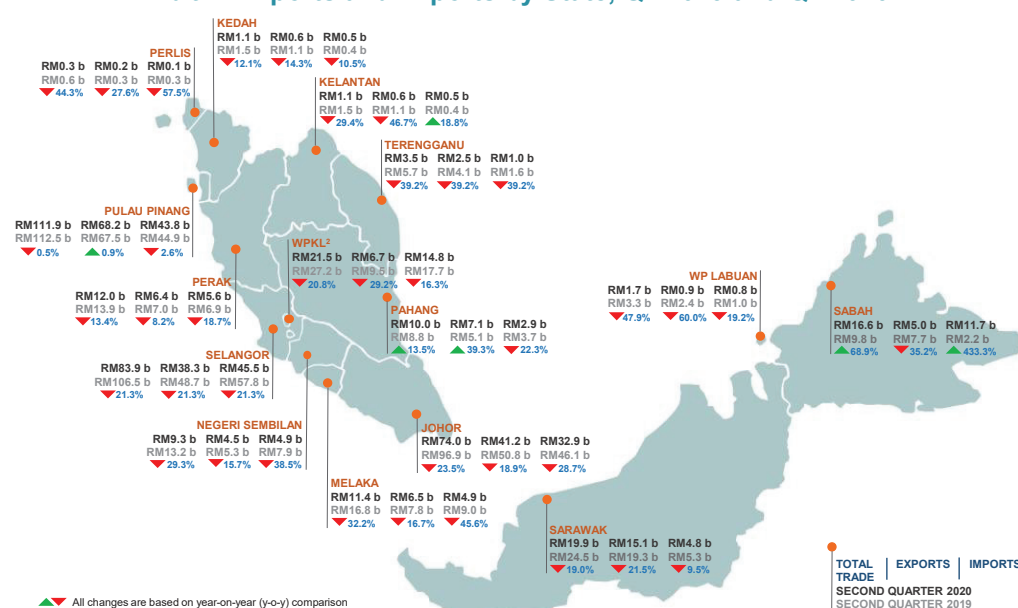 KEDAH
RM1.1 b RM0.6 b RM0.5 b
RM1.5 b RM1.1 b RM0.4 b
12.1% 14.3% 10.5%
PERLIS
RM0.3 b RM0.2 b RM0.1 b
RM0.6 b RM0.3 b RM0.3 b
44.3% 27.6% 57.5%
KELANTAN
RM1.1 b RM0.6 b RM0.5 b
RM1.5 b RM1.1 b RM0.4 b
29.4% 46.7% 18.8%
TERENGGANU
RM3.5 b RM2.5 b RM1.0 b
RM5.7 b RM4.1 b RM1.6 b
39.2% 39.2% 39.2%
PULAU PINANG
RM111.9 b RM68.2 b RM43.8 b
RM112.5 b RM67.5 b RM44.9 b
0.5% 0.9% 2.6%
WPKL²
RM21.5 b RM6.7 b RM14.8 b
RM27.2 b RM9.5 b RM17.7 b
20.8% 29.2% 16.3%
PERAK
RM12.0 b RM6.4 b RM5.6 b
RM13.9 b RM7.0 b RM6.9 b
13.4% 8.2% 18.7%
PAHANG
RM10.0 b RM7.1 b RM2.9 b
RM8.8 b RM5.1 b RM3.7 b
13.5% 39.3% 22.3%
WP LABUAN
RM1.7 b RM0.9 b RM0.8 b
RM3.3 b RM2.4 b RM1.0 b
47.9% 60.0% 19.2%
SABAH
RM16.6 b RM5.0 b RM11.7 b
RM9.8 b RM7.7 b RM2.2 b
68.9% 35.2% 433.3%
SELANGOR
RM83.9 b RM38.3 b RM45.5 b
RM106.5 b RM48.7 b RM57.8 b
21.3% 21.3% 21.3%
NEGERI SEMBILAN
RM9.3 b RM4.5 b RM4.9 b
RM13.2 b RM5.3 b RM7.9 b
29.3% 15.7% 38.5%
JOHOR
RM74.0 b RM41.2 b RM32.9 b
RM96.9 b RM50.8 b RM46.1 b
23.5% 18.9% 28.7%
MELAKA
RM11.4 b RM6.5 b RM4.9 b
RM16.8 b RM7.8 b RM9.0 b
32.2% 16.7% 45.6%
SARAWAK
RM19.9 b RM15.1 b RM4.8 b
RM24.5 b RM19.3 b RM5.3 b
19.0% 21.5% 9.5%
TOTAL TRADE EXPORTS IMPORTS
SECOND QUARTER 2020
SECOND QUARTER 2019
All changes are based on year-on-year (y-o-y) comparison